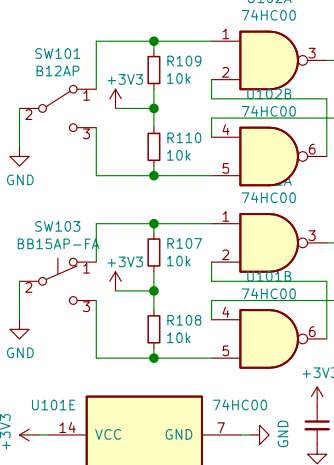 U102A
74HC00
SW101
B12AP
1
2
3
GND
+3V3
R109
10k
R110
10k
1
2
3
U102B
74HC00
4
5
6
SW103
BB15AP-FA
1
2
3
GND
+3V3
R107
10k
R108
10k
74HC00
1
2
3
U101B
74HC00
4
5
6
U101E
74HC00
+3V3
14
VCC
GND
7
GND
+3V3